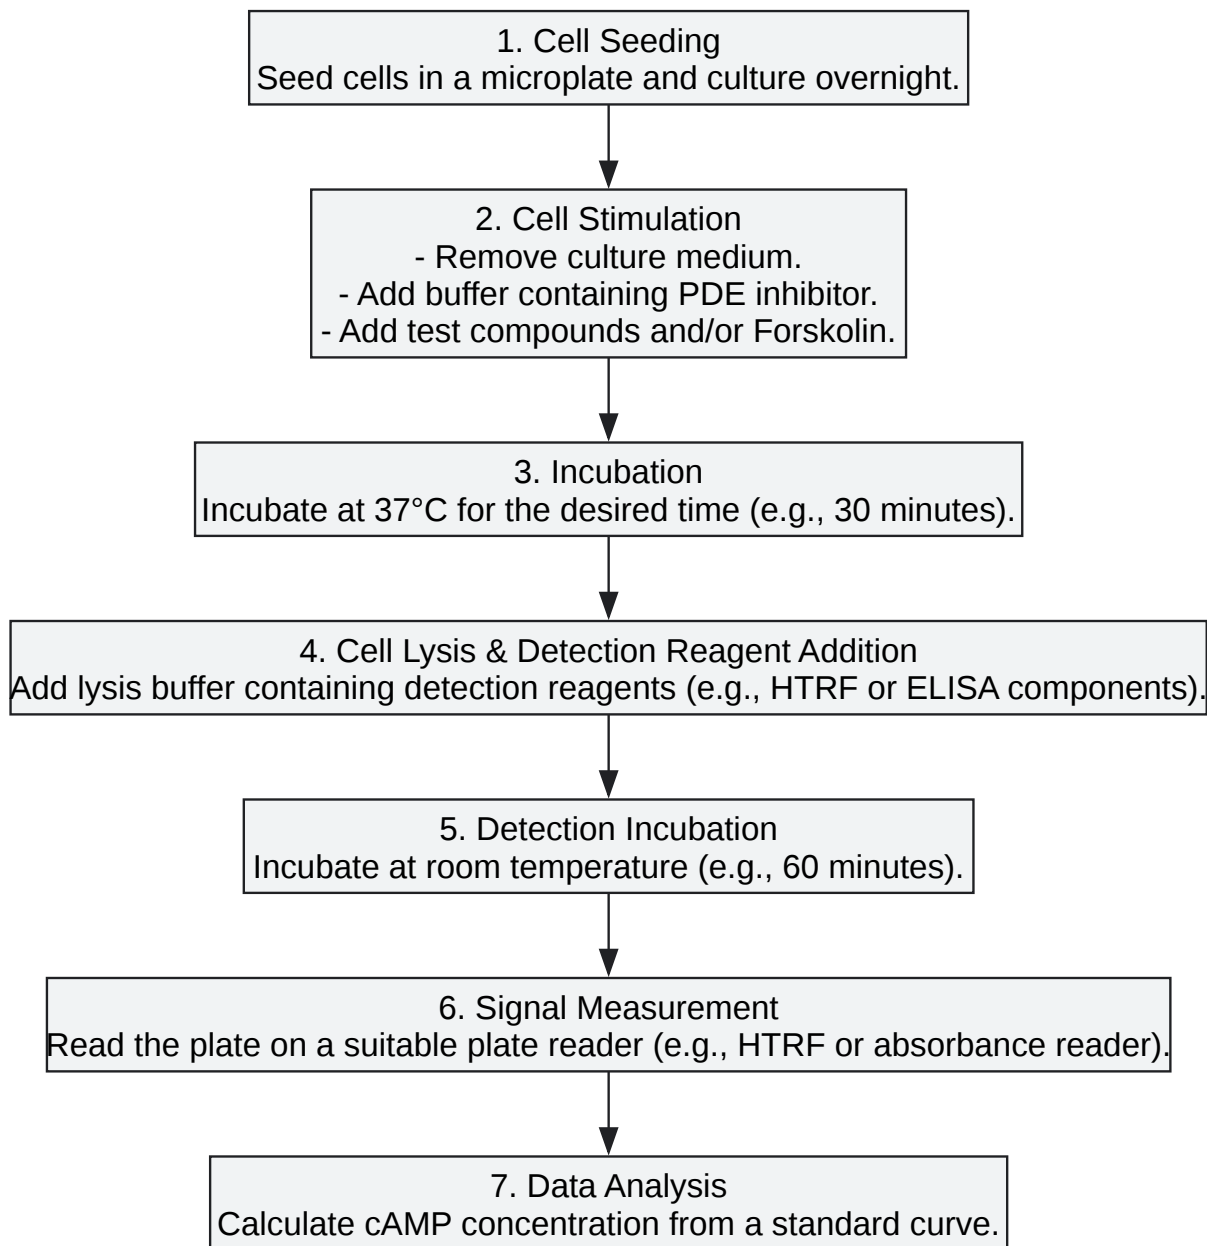 1. Cell Seeding
Seed cells in a microplate and culture overnight.
2. Cell Stimulation
- Remove culture medium.
- Add buffer containing PDE inhibitor.
- Add test compounds and/or Forskolin.
3. Incubation
Incubate at 37°C for the desired time (e.g., 30 minutes).
4. Cell Lysis & Detection Reagent Addition
Add lysis buffer containing detection reagents (e.g., HTRF or ELISA components).
5. Detection Incubation
Incubate at room temperature (e.g., 60 minutes).
6. Signal Measurement
Read the plate on a suitable plate reader (e.g., HTRF or absorbance reader).
7. Data Analysis
Calculate cAMP concentration from a standard curve.